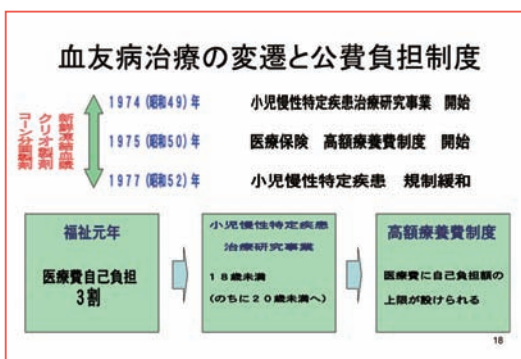 血友病治療の変遷と公費負担制度
新鮮凍結血漿
クリオ製剤
コーン分画製剤
1974(昭和49)年 小児慢性特定疾患治療研究事業 開始
1975(昭和50)年 医療保険 高額療養費制度 開始
1977(昭和52)年 小児慢性特定疾患 規制緩和
福祉元年
医療費自己負担
3割
小児慢性特定疾患
治療研究事業
18歳未満
(のちに20歳未満へ)
高額療養費制度
医療費に自己負担額の
上限が設けられる
18